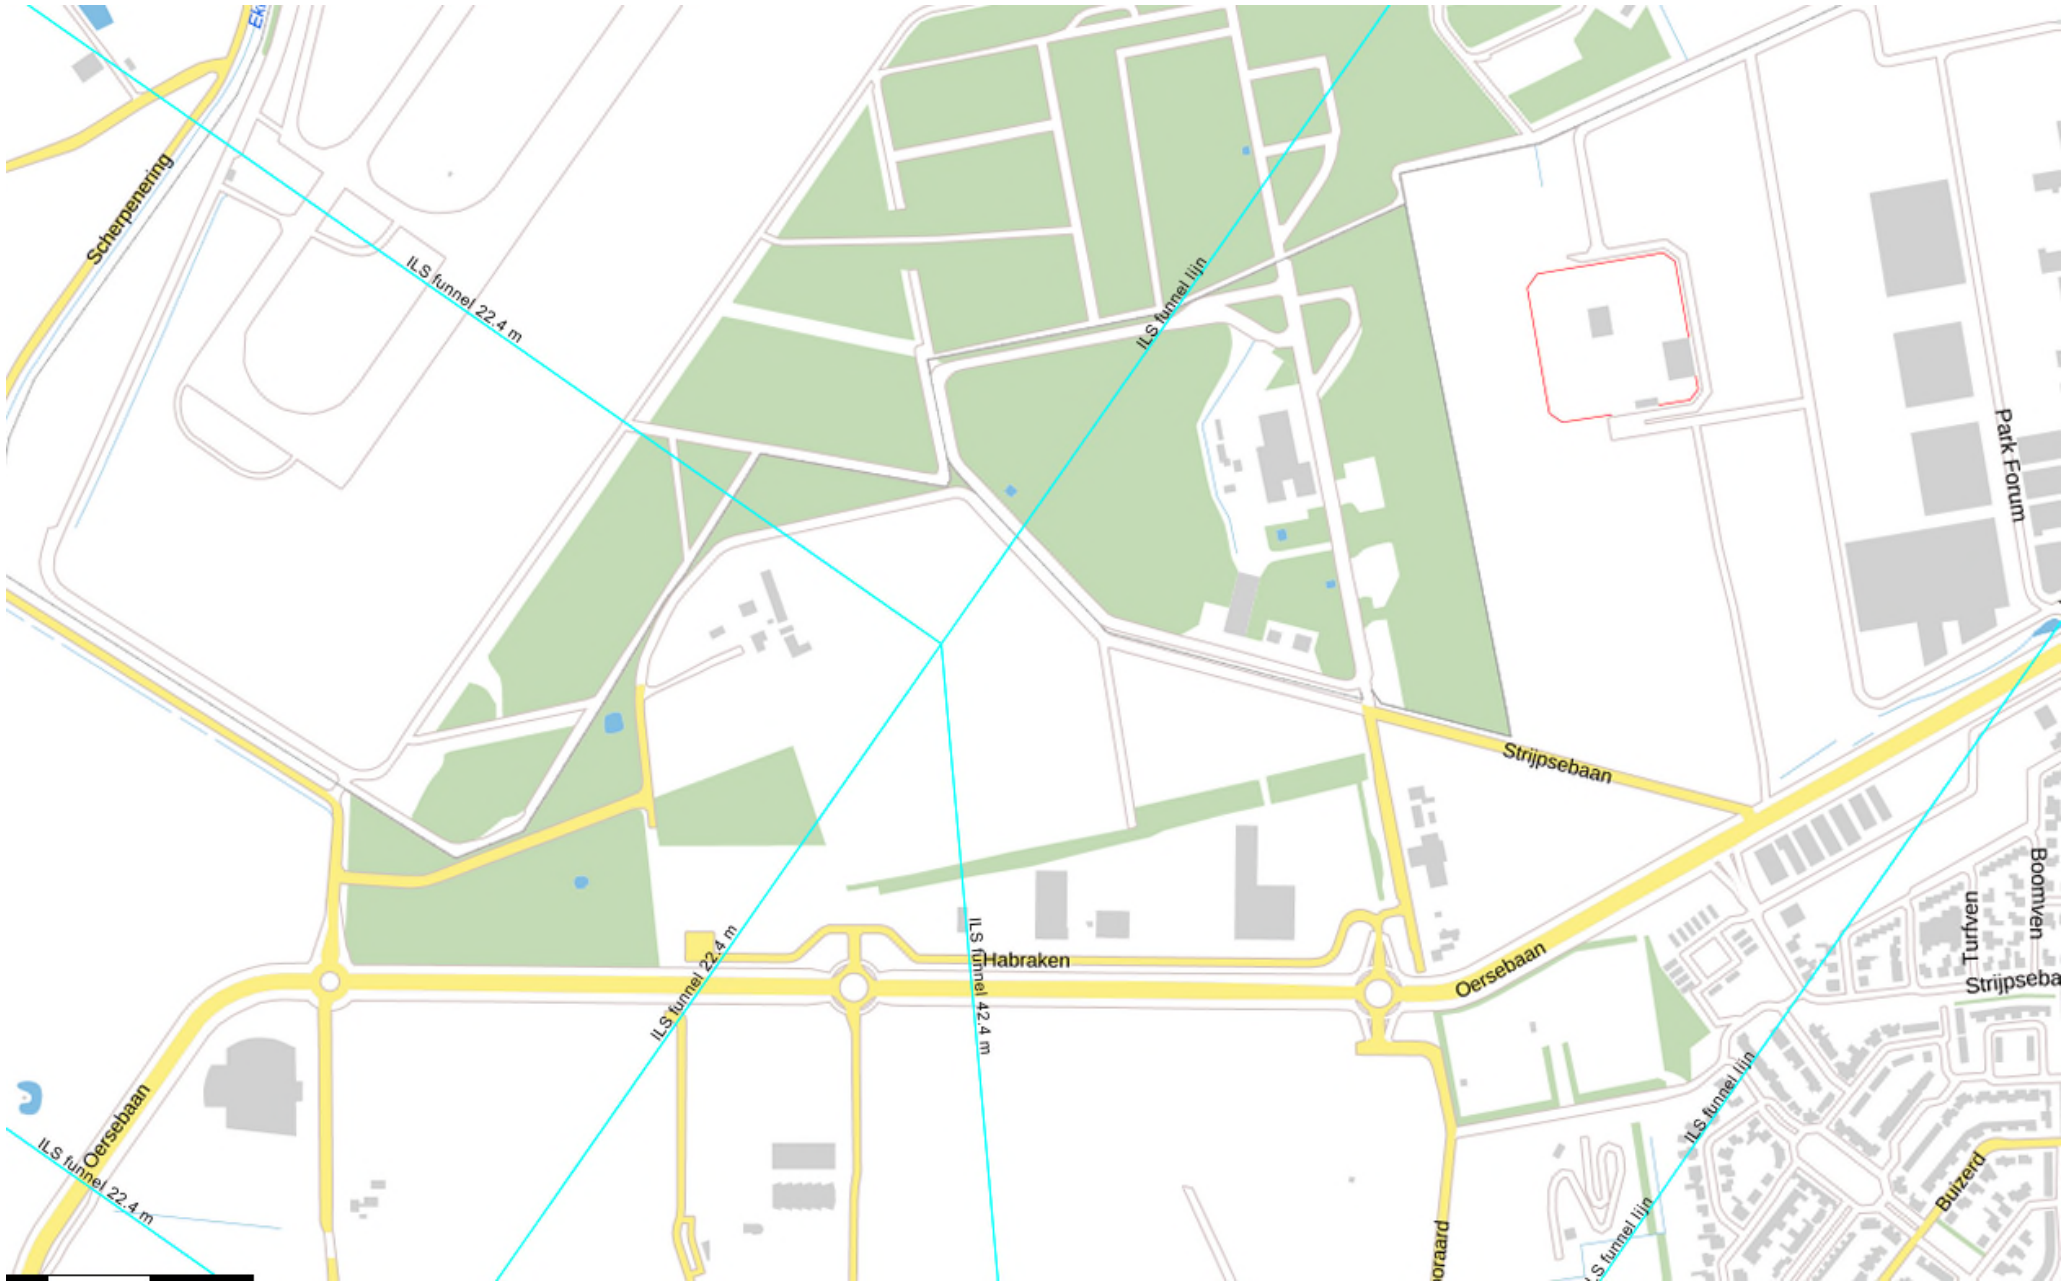 Scherpenering
ILS funnel 22.4 m
ILS funnel lijn
Park Forum
Strijpsebaan
Boomven
Turfven
Habraken
Oersebaan
ILS funnel 22.4 m
ILS funnel 42.4 m
Strijpseba
ILS funnel lijn
Oersebaan
ILS funnel 22.4 m
Buizerd
S funnel lijn
ooraard